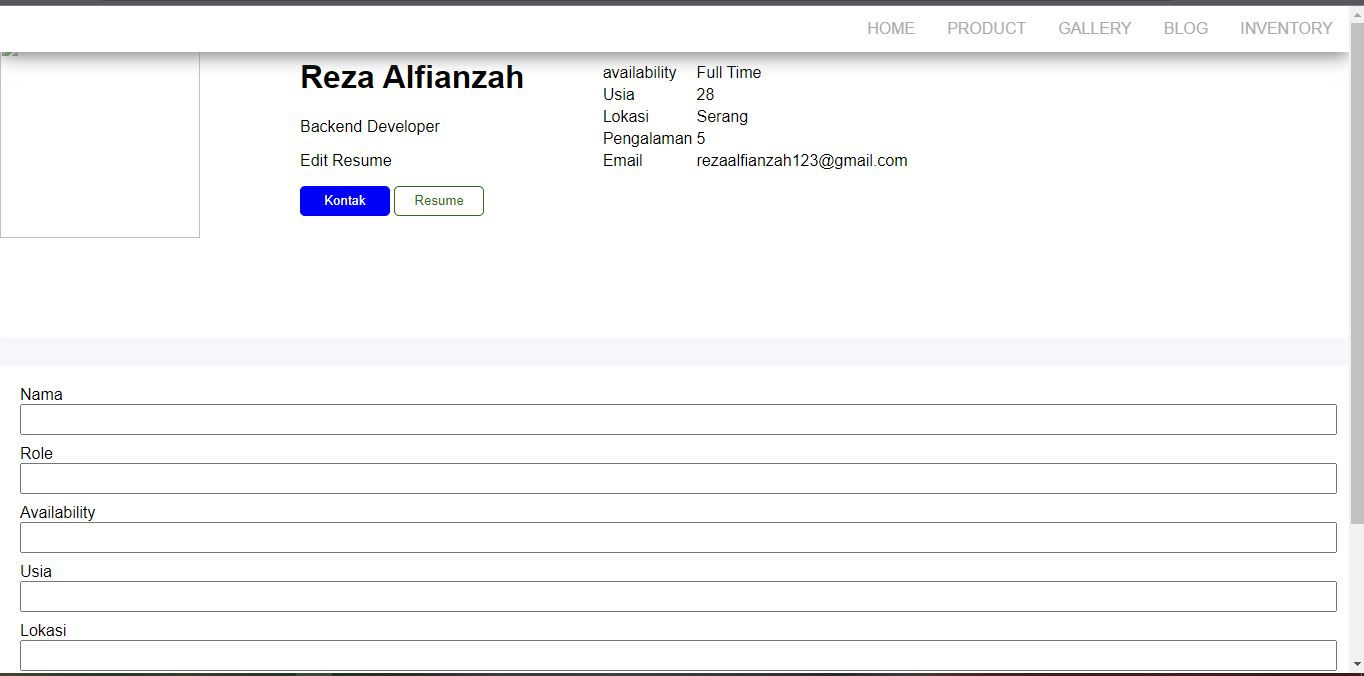 HOME PRODUCT GALLERY BLOG INVENTORY
Reza Alfianzah
Backend Developer
Edit Resume
Kontak Resume
availability Full Time
Usia 28
Lokasi Serang
Pengalaman 5
Email rezaalfianzah123@gmail.com
Nama
Role
Availability
Usia
Lokasi